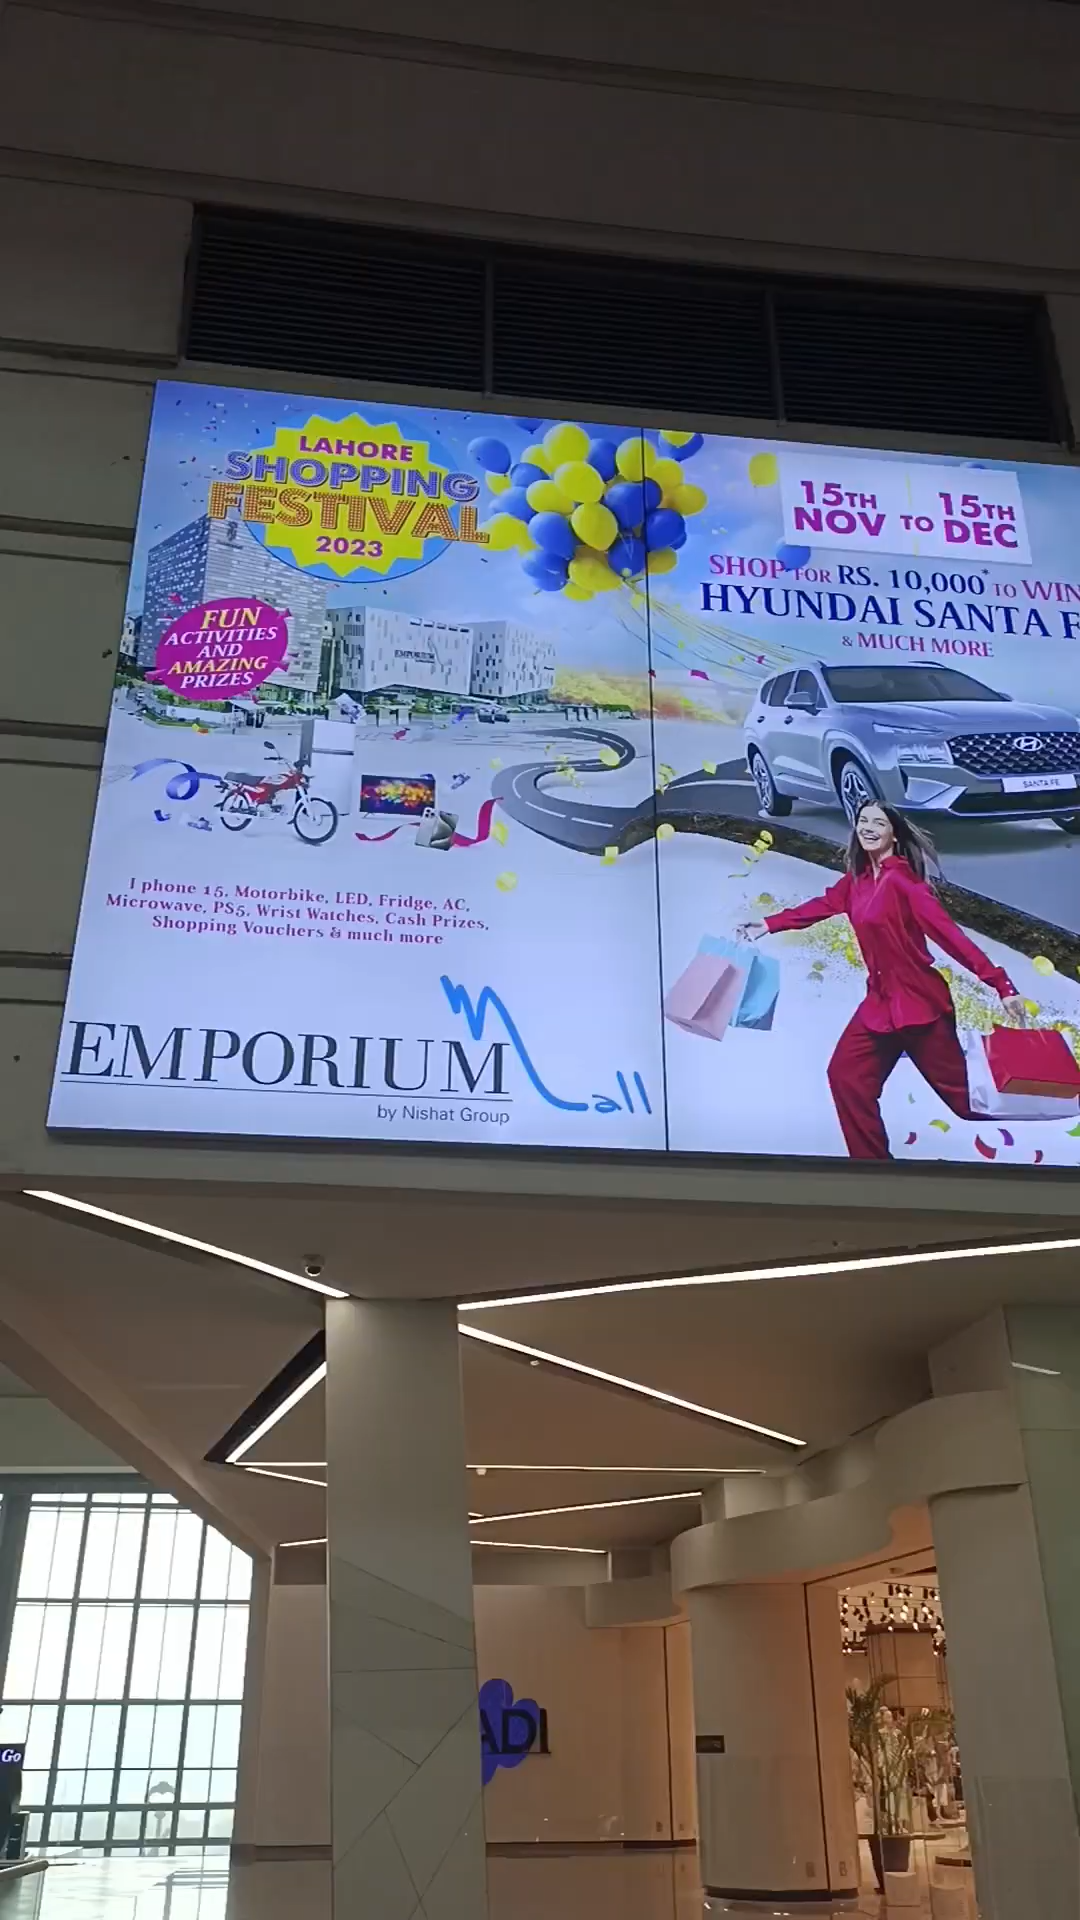 LAHORE
SHOPPING
FESTIVAL
2023
FUN
ACTIVITIES
AND
AMAZING
PRIZES
EMPORIUM
I phone 15, Motorbike, LED, Fridge, AC,
Microwave, PS5, Wrist Watches, Cash Prizes,
Shopping Vouchers & much more
EMPORIUM Mall
by Nishat Group
15TH NOV TO 15TH DEC
SHOP FOR RS. 10,000* TO WIN
HYUNDAI SANTA F
& MUCH MORE
SANTA FE
Go
ADI